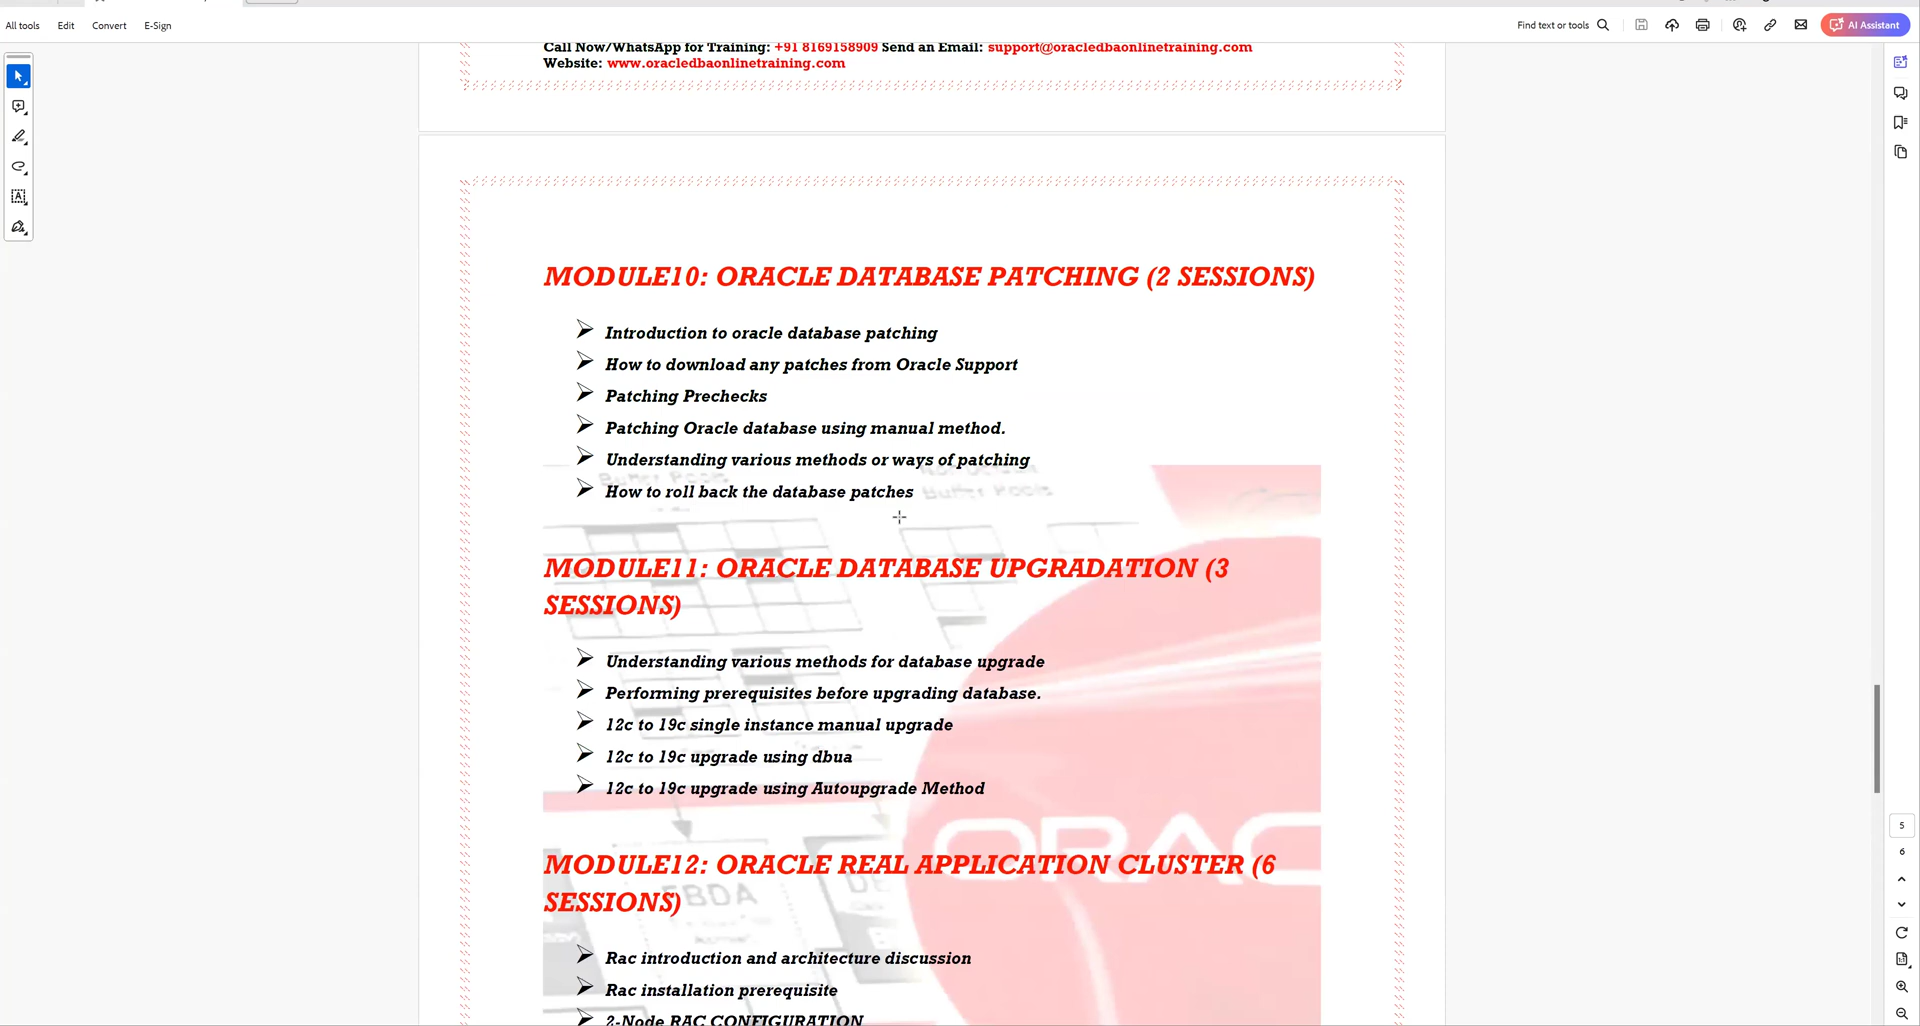 All tools Edit Convert E-Sign Find text or tools AI Assistant
Call Now/WhatsApp for Training: +91 8169158909 Send an Email: support@oracledbaonlinetraining.com
Website: www.oracledbaonlinetraining.com
MODULE10: ORACLE DATABASE PATCHING (2 SESSIONS)
Introduction to oracle database patching
How to download any patches from Oracle Support
Patching Prechecks
Patching Oracle database using manual method.
Understanding various methods or ways of patching
How to roll back the database patches
Buffer Pools
Buffer Pools
MODULE11: ORACLE DATABASE UPGRADATION (3
SESSIONS)
Understanding various methods for database upgrade
Performing prerequisites before upgrading database.
12c to 19c single instance manual upgrade
12c to 19c upgrade using dbua
12c to 19c upgrade using Autoupgrade Method
ORAC
5
6
MODULE12: ORACLE REAL APPLICATION CLUSTER (6
SESSIONS)
FBDA
Rac introduction and architecture discussion
Rac installation prerequisite
2-Node RAC CONFIGURATION